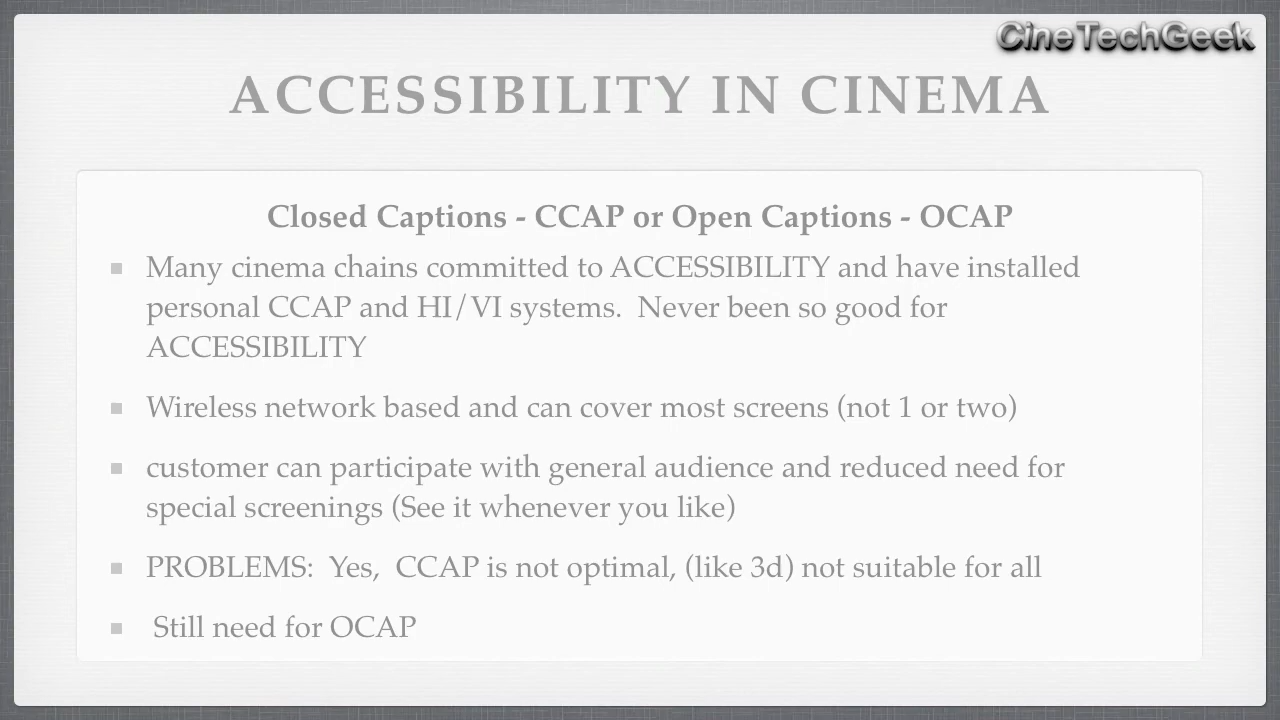 CineTechGeek
ACCESSIBILITY IN CINEMA
Closed Captions - CCAP or Open Captions - OCAP
Many cinema chains committed to ACCESSIBILITY and have installed
personal CCAP and HI/VI systems.  Never been so good for
ACCESSIBILITY
Wireless network based and can cover most screens (not 1 or two)
customer can participate with general audience and reduced need for
special screenings (See it whenever you like)
PROBLEMS:  Yes,  CCAP is not optimal, (like 3d) not suitable for all
Still need for OCAP